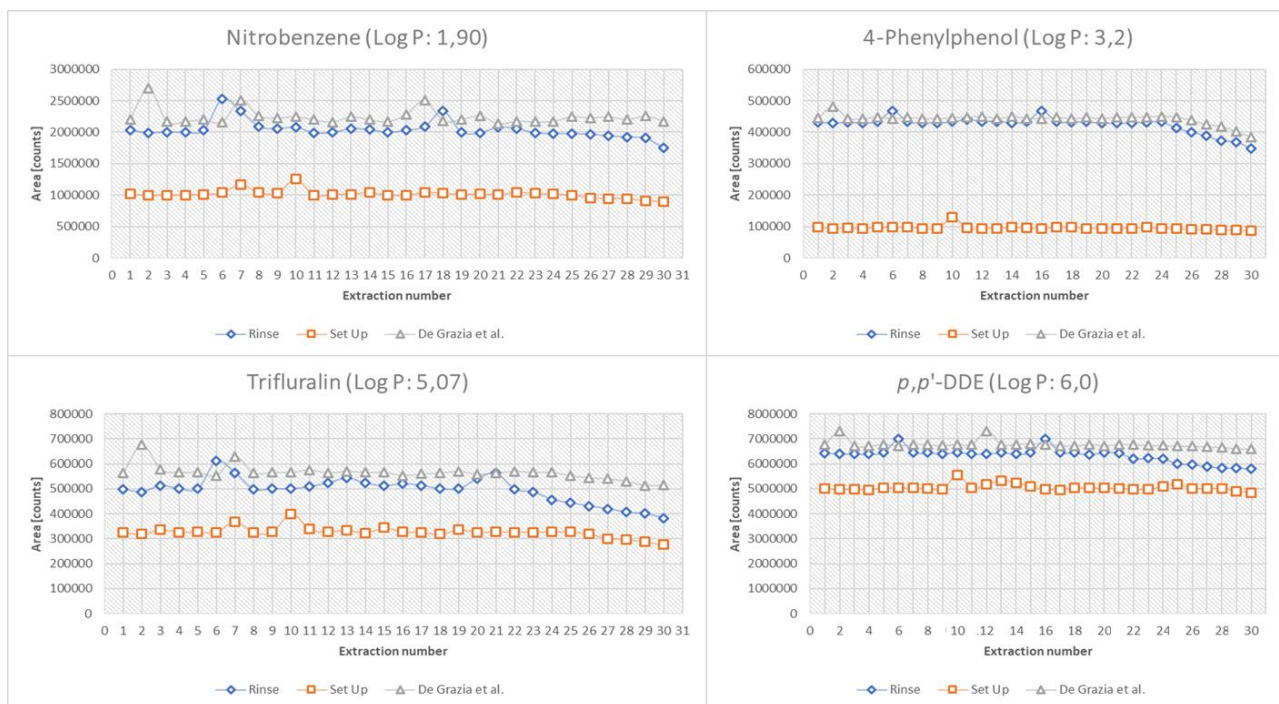 Nitrobenzene (Log P: 1,90)
3000000
2500000
2000000
1500000
1000000
500000
0
Area [counts]
0 1 2 3 4 5 6 7 8 9 10 11 12 13 14 15 16 17 18 19 20 21 22 23 24 25 26 27 28 29 30 31
Extraction number
Rinse Set Up De Grazia et al.
4-Phenylphenol (Log P: 3,2)
600000
500000
400000
300000
200000
100000
0
Area [counts]
0 2 4 6 8 10 12 14 16 18 20 22 24 26 28 30
Extraction number
Rinse Set Up De Grazia et al.
Trifluralin (Log P: 5,07)
800000
700000
600000
500000
400000
300000
200000
100000
0
Area [counts]
0 1 2 3 4 5 6 7 8 9 10 11 12 13 14 15 16 17 18 19 20 21 22 23 24 25 26 27 28 29 30 31
Extraction number
Rinse Set Up De Grazia et al.
p,p'-DDE (Log P: 6,0)
8000000
7000000
6000000
5000000
4000000
3000000
2000000
1000000
0
Area [counts]
0 2 4 6 8 10 12 14 16 18 20 22 24 26 28 30
Extraction number
Rinse Set Up De Grazia et al.